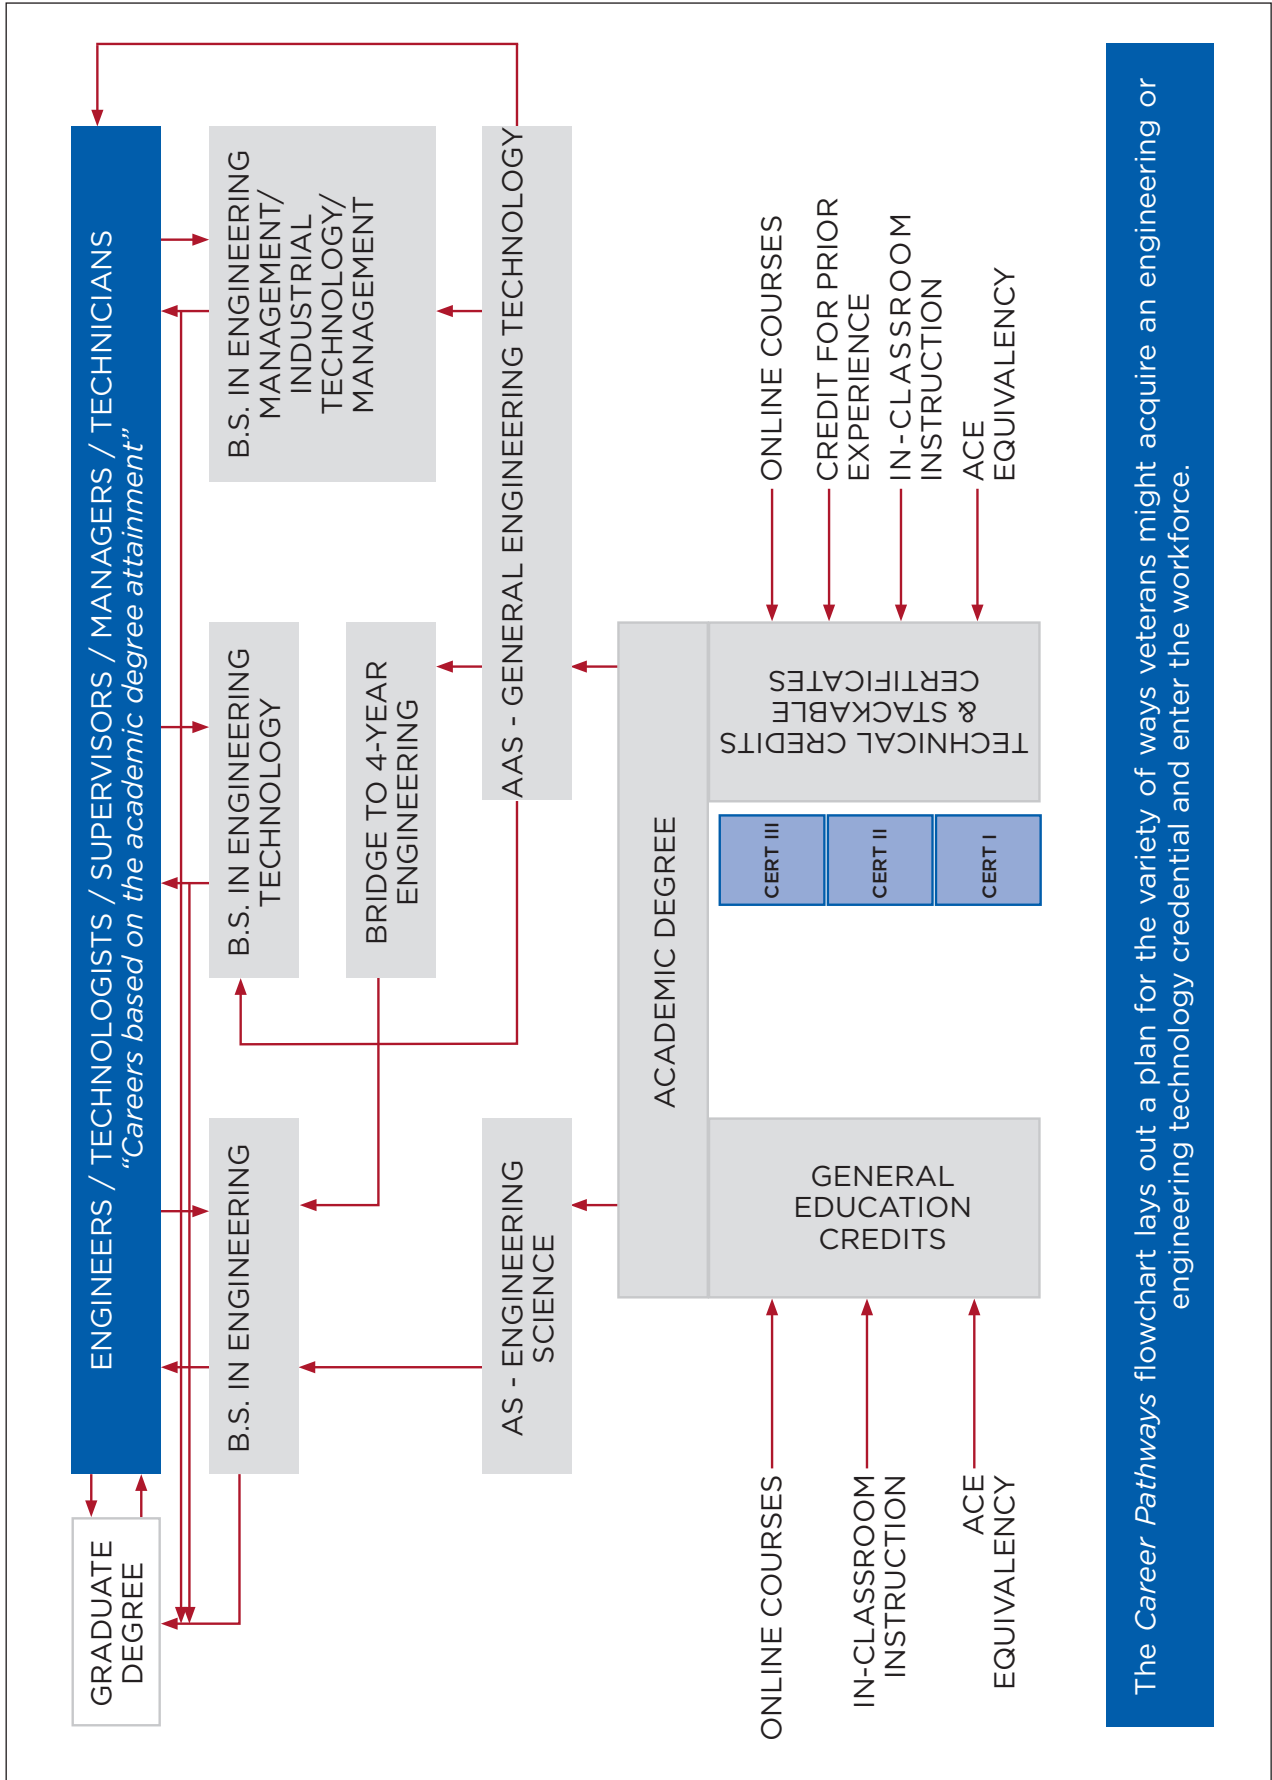 GRADUATE
DEGREE
ENGINEERS / TECHNOLOGISTS / SUPERVISORS / MANAGERS / TECHNICIANS
“Careers based on the academic degree attainment”
B.S. IN ENGINEERING
B.S. IN ENGINEERING
TECHNOLOGY
B.S. IN ENGINEERING
MANAGEMENT/
INDUSTRIAL
TECHNOLOGY/
MANAGEMENT
BRIDGE TO 4-YEAR
ENGINEERING
AS - ENGINEERING
SCIENCE
AAS - GENERAL ENGINEERING TECHNOLOGY
ACADEMIC DEGREE
ONLINE COURSES
IN-CLASSROOM
INSTRUCTION
ACE
EQUIVALENCY
GENERAL
EDUCATION
CREDITS
CERT III
CERT II
CERT I
TECHNICAL CREDITS
& STACKABLE
CERTIFICATES
ONLINE COURSES
CREDIT FOR PRIOR
EXPERIENCE
IN-CLASSROOM
INSTRUCTION
ACE
EQUIVALENCY
The Career Pathways flowchart lays out a plan for the variety of ways veterans might acquire an engineering or
engineering technology credential and enter the workforce.